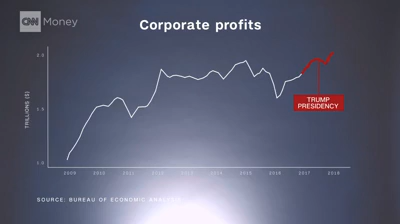 CNN Money
Corporate profits
TRILLIONS ($)
2.0
1.5
1.0
2009 2010 2011 2012 2013 2014 2015 2016 2017 2018
TRUMP
PRESIDENCY
SOURCE: BUREAU OF ECONOMIC